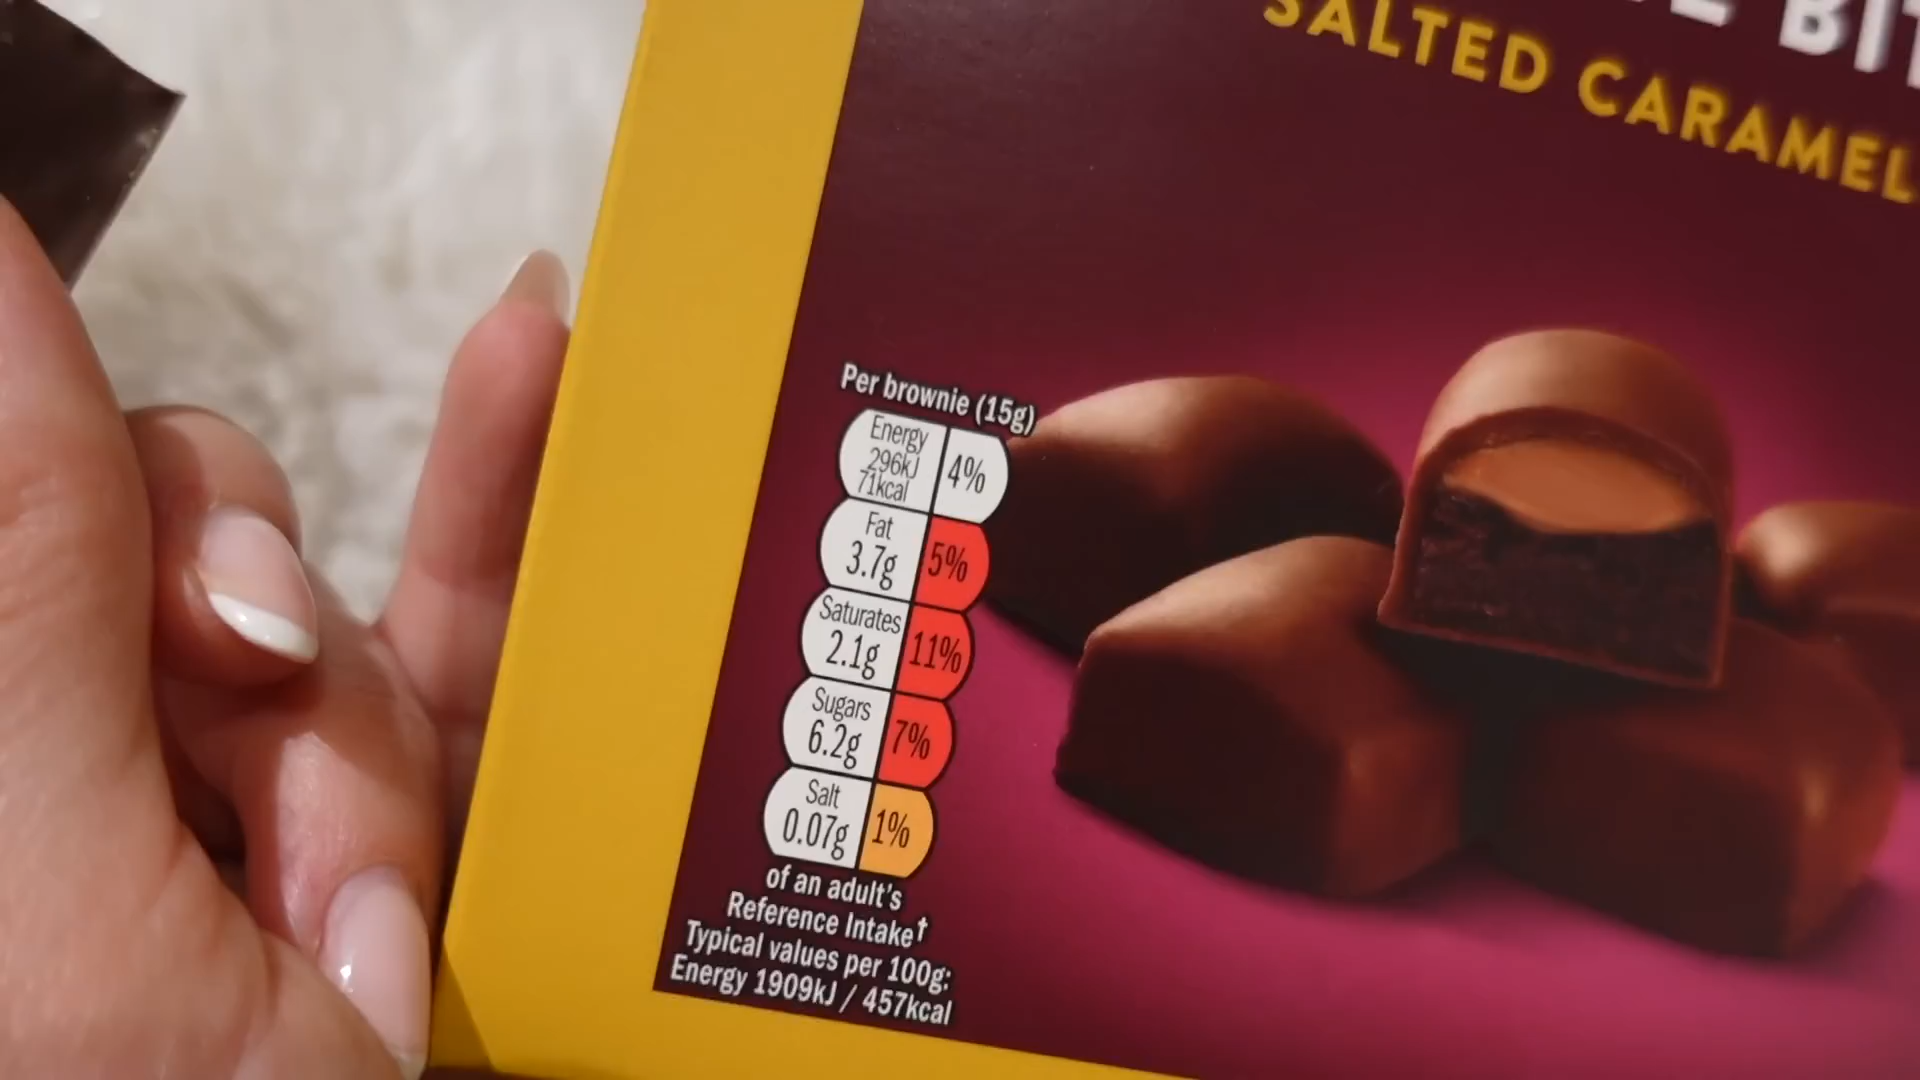 SALTED CARAMEL
Per brownie (15g)
Energy
296kJ
71kcal
4%
Fat
3.7g
5%
Saturates
2.1g
11%
Sugars
6.2g
7%
Salt
0.07g
1%
of an adult's
Reference Intake†
Typical values per 100g:
Energy 1909kJ / 457kcal